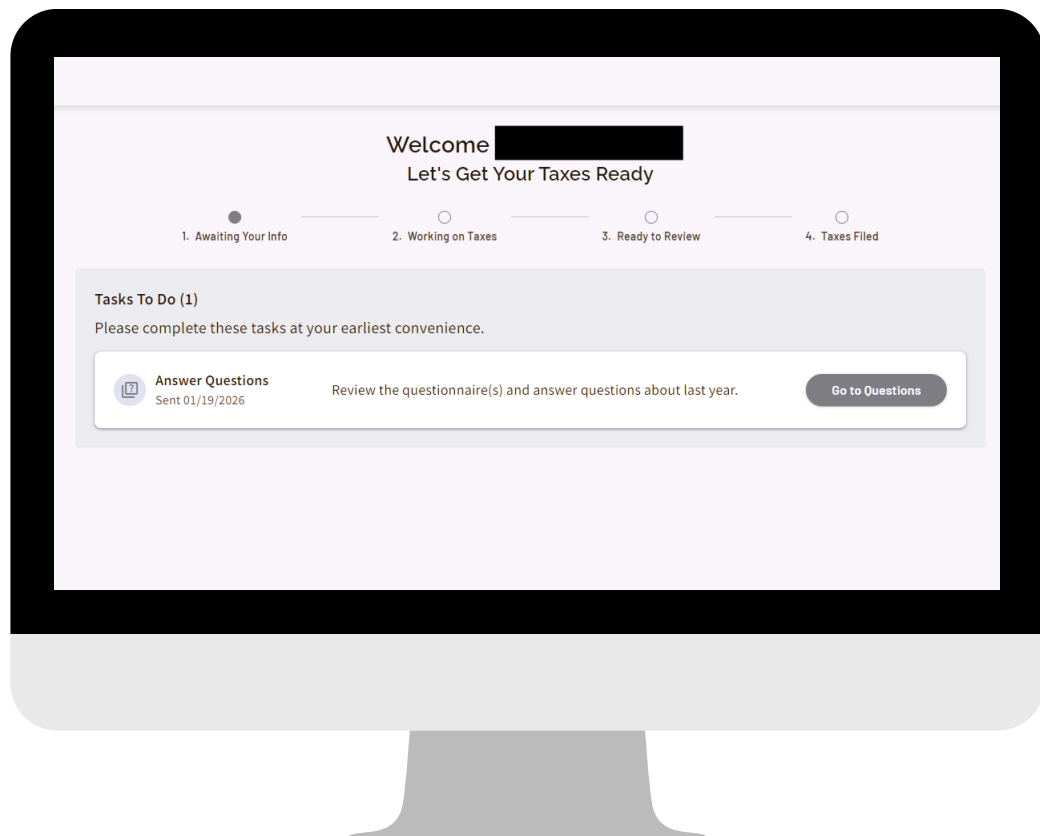 Welcome
Let's Get Your Taxes Ready
1. Awaiting Your Info
2. Working on Taxes
3. Ready to Review
4. Taxes Filed
Tasks To Do (1)
Please complete these tasks at your earliest convenience.
Answer Questions
Sent 01/19/2026
Review the questionnaire(s) and answer questions about last year.
Go to Questions